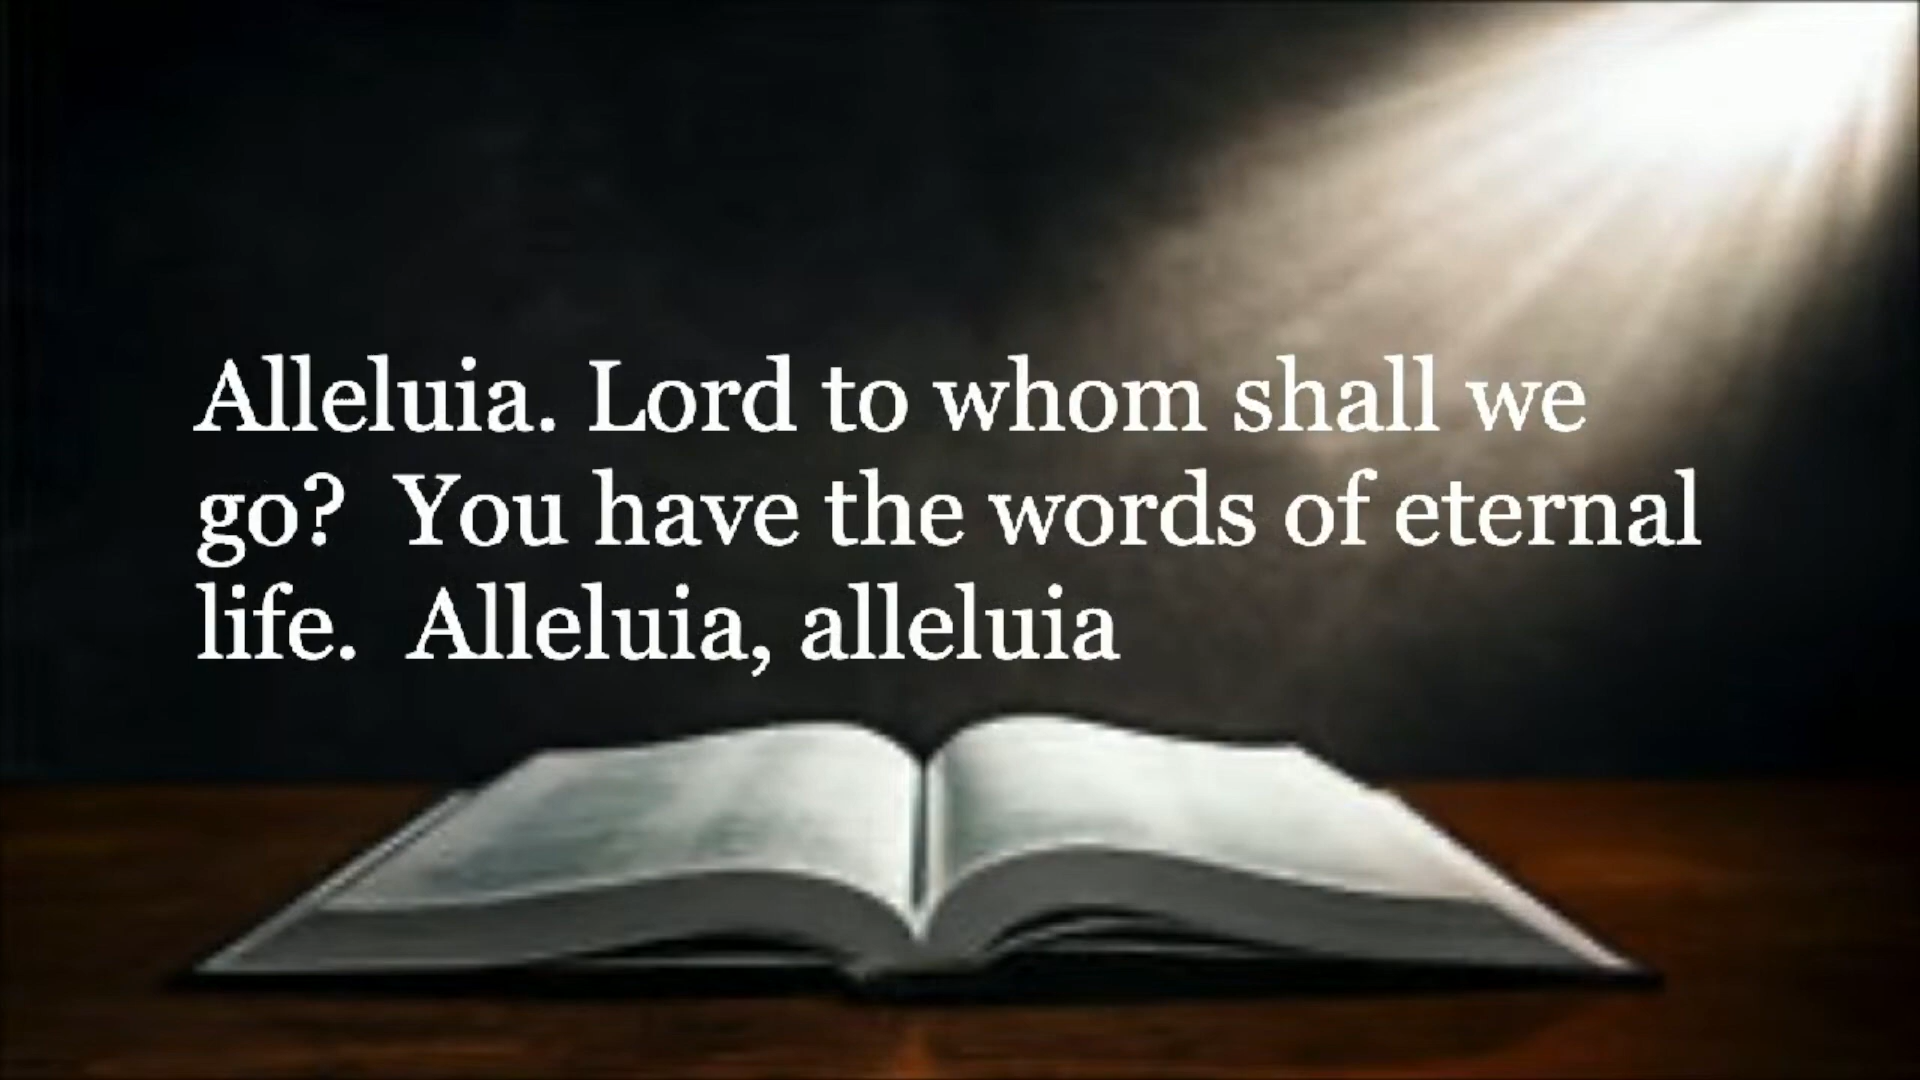 Alleluia. Lord to whom shall we
go?  You have the words of eternal
life.  Alleluia, alleluia